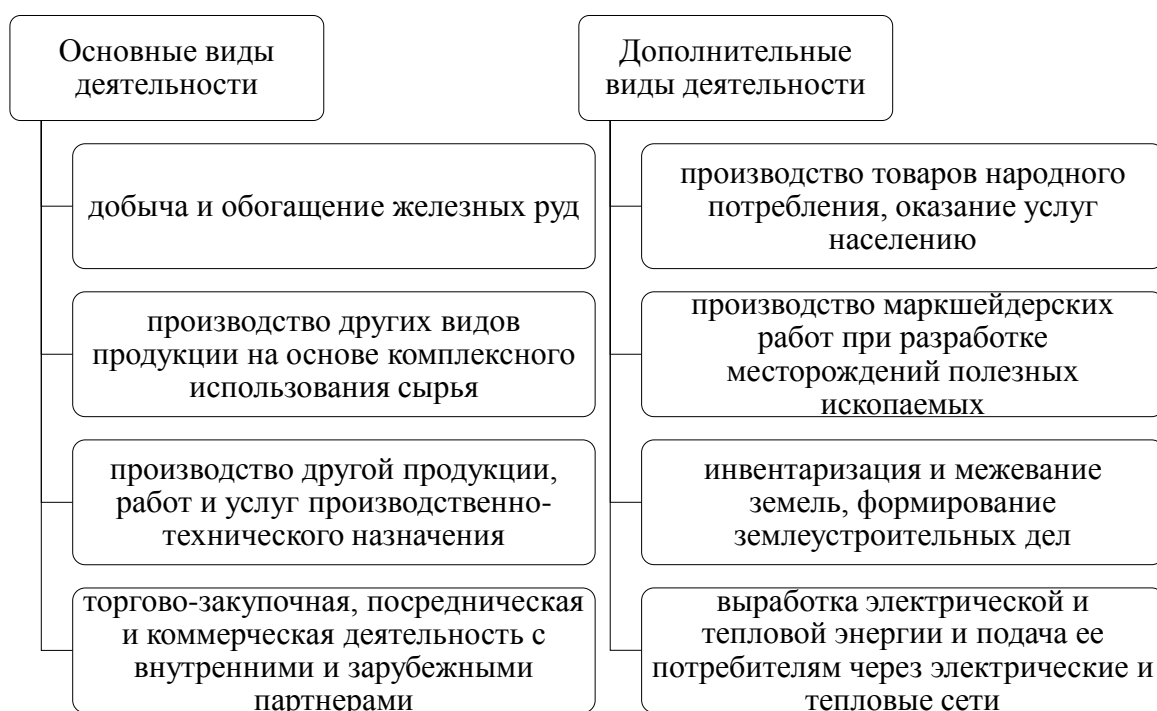 Основные виды
деятельности
добыча и обогащение железных руд
производство других видов
продукции на основе комплексного
использования сырья
производство другой продукции,
работ и услуг производственно-
технического назначения
торгово-закупочная, посредническая
и коммерческая деятельность с
внутренними и зарубежными
партнерами
Дополнительные
виды деятельности
производство товаров народного
потребления, оказание услуг
населению
производство маркшейдерских
работ при разработке
месторождений полезных
ископаемых
инвентаризация и межевание
земель, формирование
землеустроительных дел
выработка электрической и
тепловой энергии и подача ее
потребителям через электрические и
тепловые сети